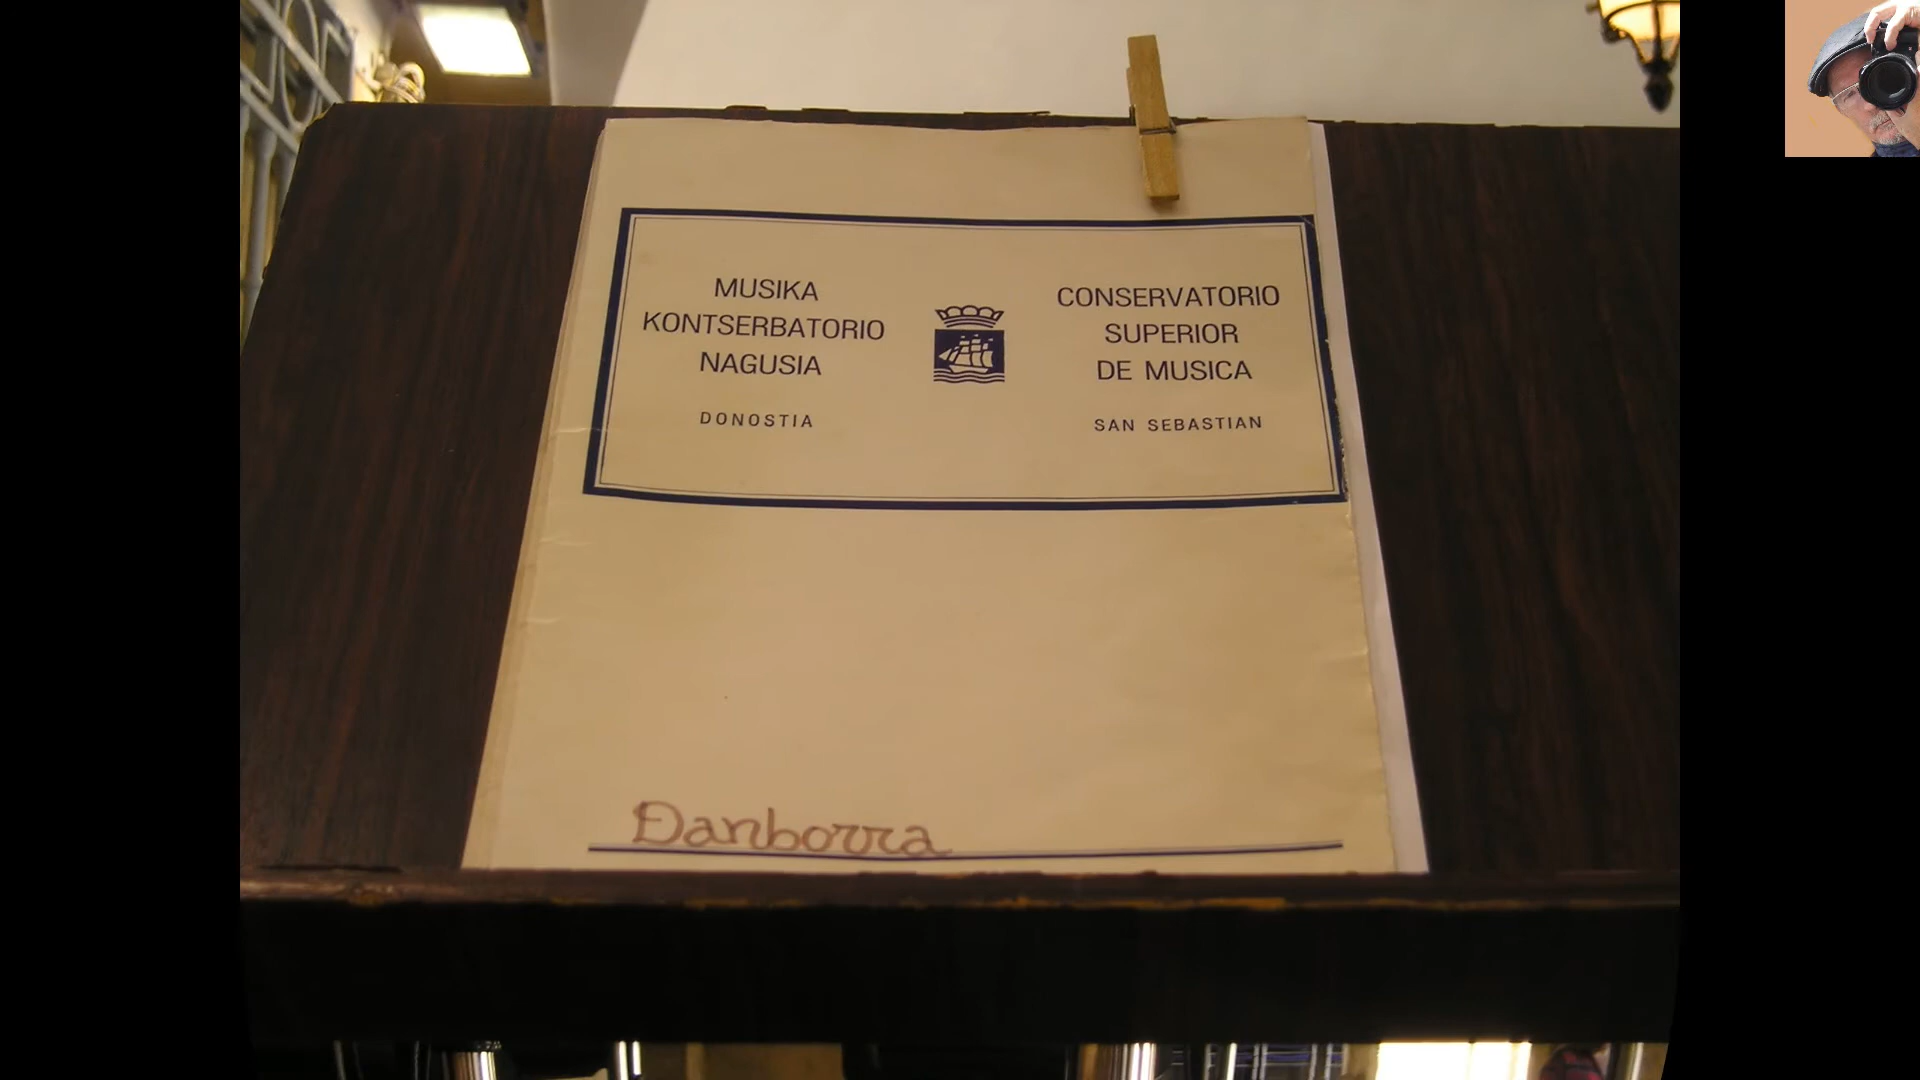 MUSIKA
KONTSERBATORIO
NAGUSIA
DONOSTIA
CONSERVATORIO
SUPERIOR
DE MUSICA
SAN SEBASTIAN
Danborra